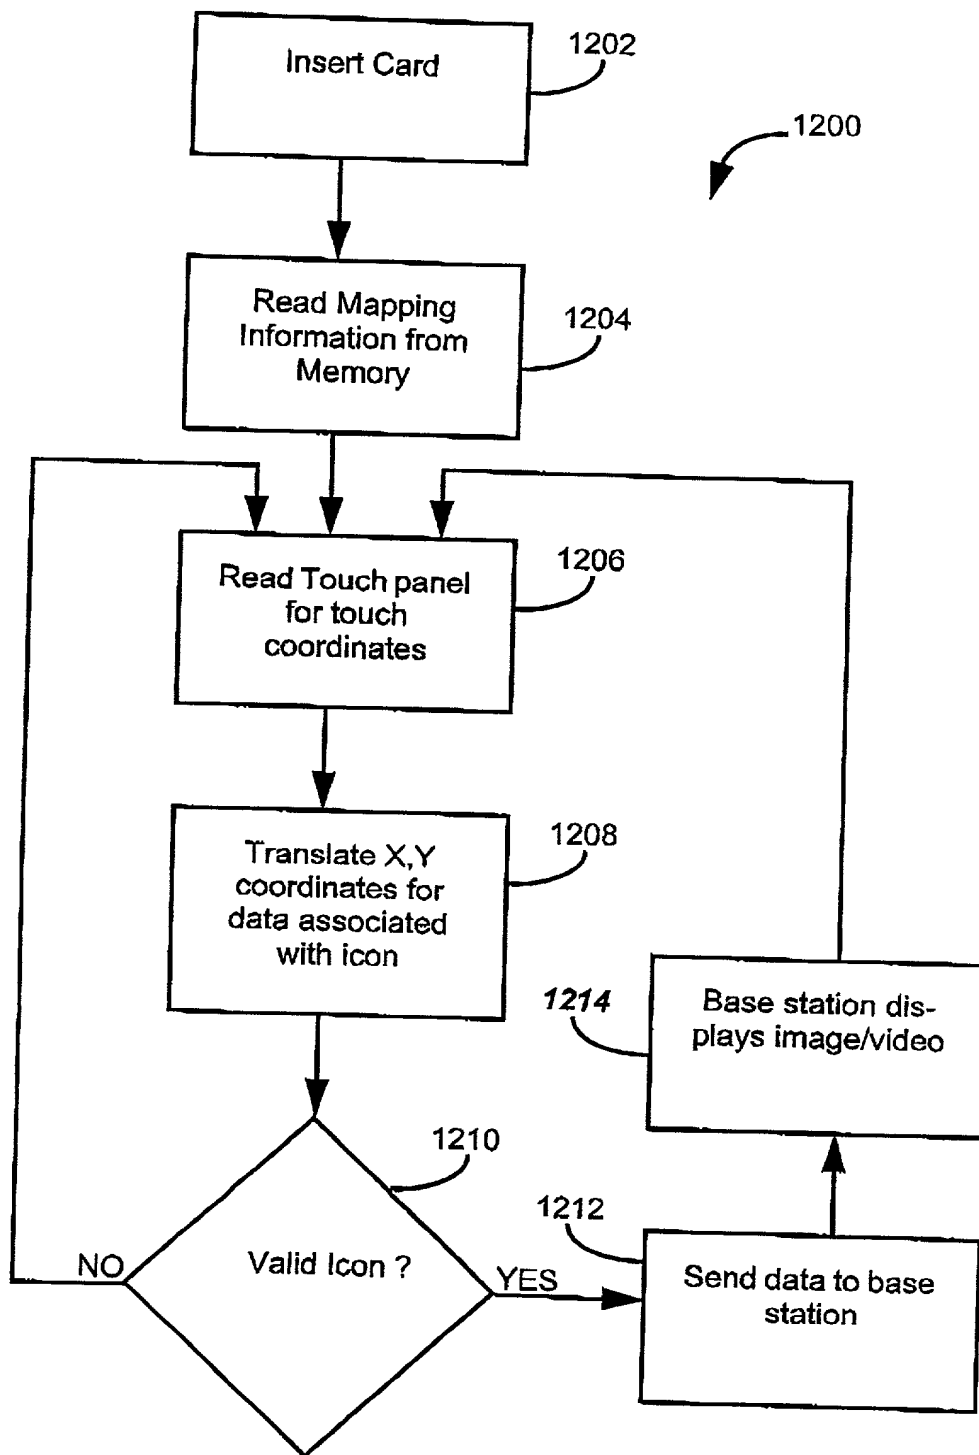 Insert Card
1202
1200
Read Mapping
Information from
Memory
1204
Read Touch panel
for touch
coordinates
1206
Translate X,Y
coordinates for
data associated
with icon
1208
1214
Base station dis-
plays image/video
1210
Valid Icon ?
NO
YES
1212
Send data to base
station